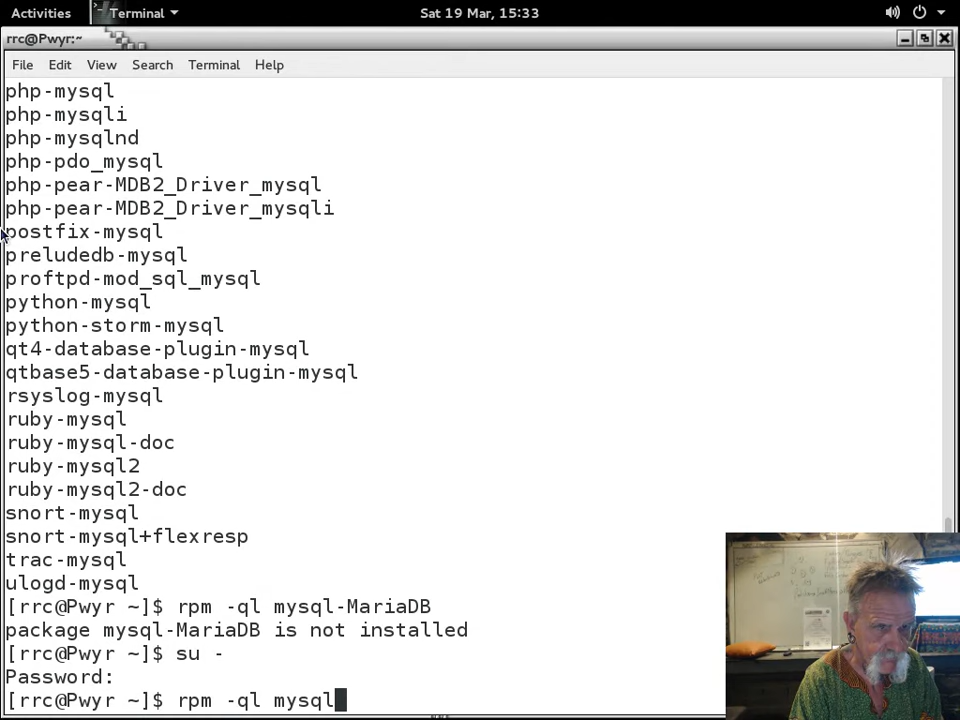 Activities Terminal Sat 19 Mar, 15:33
rrc@Pwyr:~
File Edit View Search Terminal Help
php-mysql
php-mysqli
php-mysqlnd
php-pdo_mysql
php-pear-MDB2_Driver_mysql
php-pear-MDB2_Driver_mysqli
postfix-mysql
preludedb-mysql
proftpd-mod_sql_mysql
python-mysql
python-storm-mysql
qt4-database-plugin-mysql
qtbase5-database-plugin-mysql
rsyslog-mysql
ruby-mysql
ruby-mysql-doc
ruby-mysql2
ruby-mysql2-doc
snort-mysql
snort-mysql+flexresp
trac-mysql
ulogd-mysql
[rrc@Pwyr ~]$ rpm -ql mysql-MariaDB
package mysql-MariaDB is not installed
[rrc@Pwyr ~]$ su -
Password:
[rrc@Pwyr ~]$ rpm -ql mysql